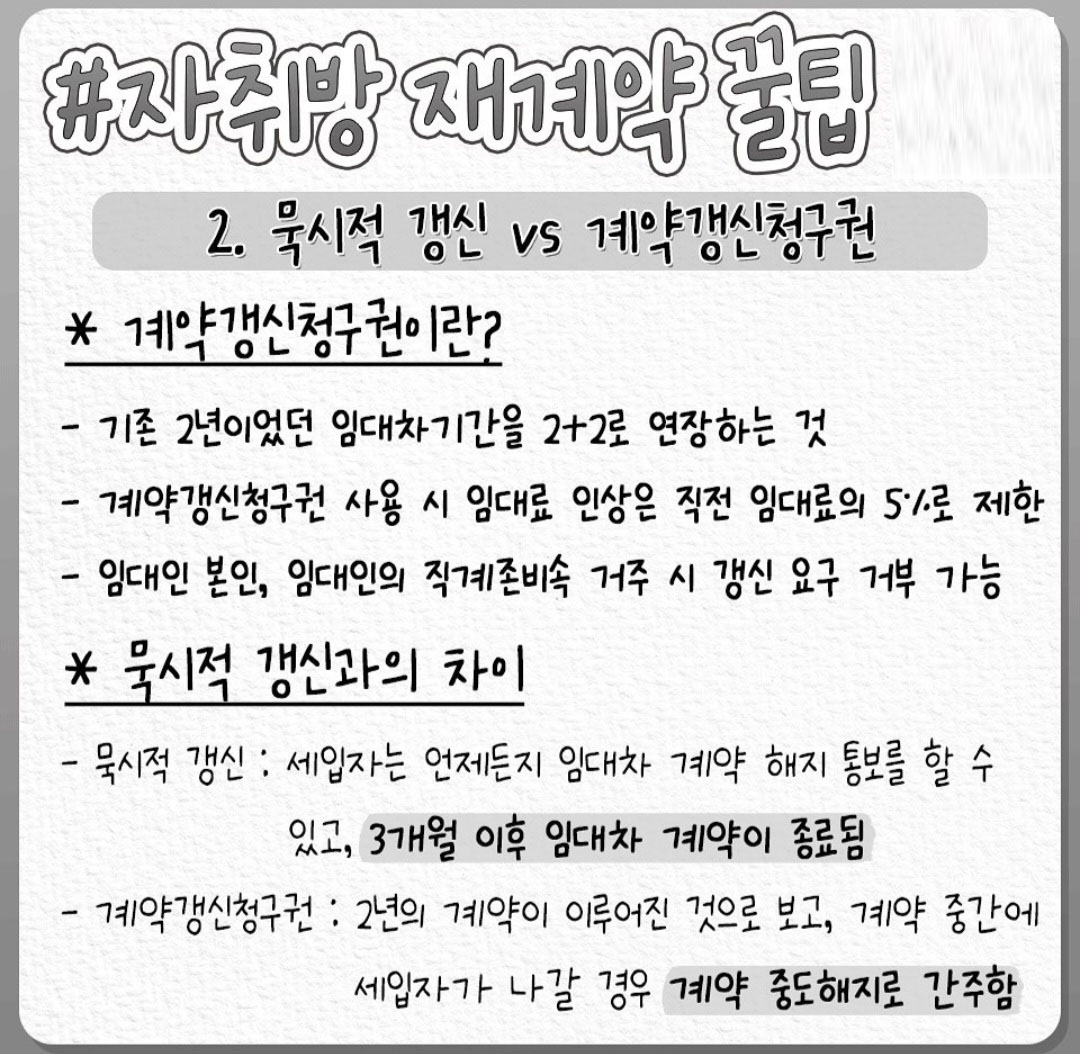 #자취방 재계약 꿀팁
2. 묵시적 갱신 vs 계약갱신청구권
* 계약갱신청구권이란?
- 기존 2년이었던 임대차기간을 2+2로 연장하는 것
- 계약갱신청구권 사용 시 임대료 인상은 직전 임대료의 5%로 제한
- 임대인 본인, 임대인의 직계존비속 거주 시 갱신 요구 거부 가능
* 묵시적 갱신과의 차이
- 묵시적 갱신 : 세입자는 언제든지 임대차 계약 해지 통보를 할 수
있고, 3개월 이후 임대차 계약이 종료됨
- 계약갱신청구권 : 2년의 계약이 이루어진 것으로 보고, 계약 중간에
세입자가 나갈 경우 계약 중도해지로 간주함